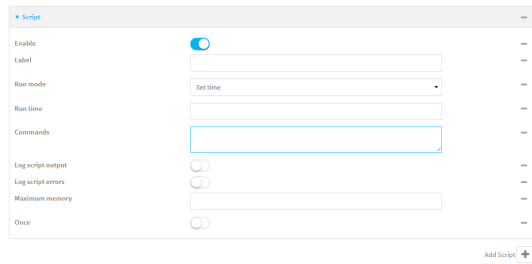 Script
Enable
Label
Run mode
Set time
Run time
Commands
Log script output
Log script errors
Maximum memory
Once
Add Script